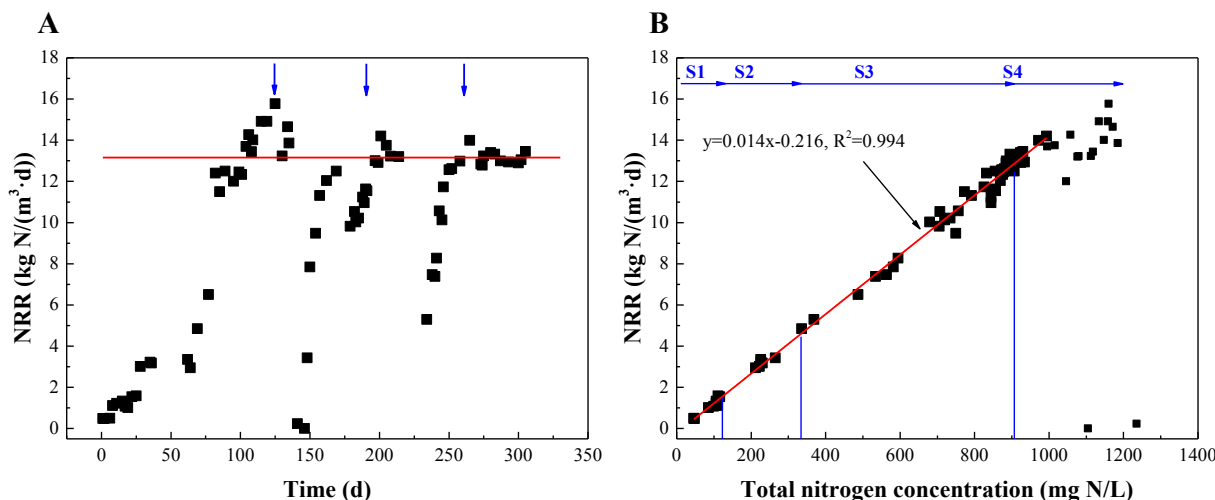 A
NRR (kg N/(m³·d))
18
16
14
12
10
8
6
4
2
0
0 50 100 150 200 250 300 350
Time (d)
B
NRR (kg N/(m³·d))
18
16
14
12
10
8
6
4
2
0
S1 S2 S3 S4
y=0.014x-0.216, R²=0.994
0 200 400 600 800 1000 1200 1400
Total nitrogen concentration (mg N/L)